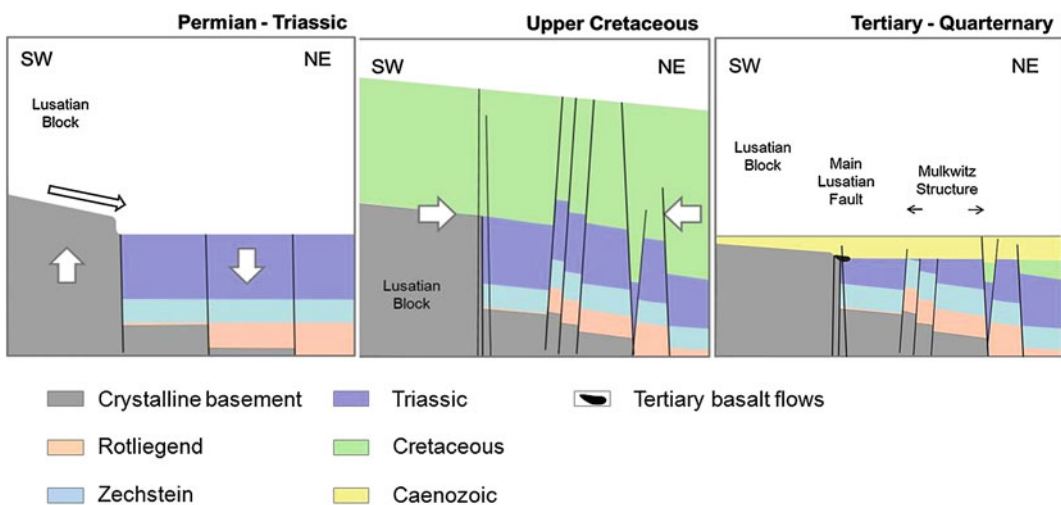 Permian - Triassic
SW
NE
Lusatian
Block
Upper Cretaceous
SW
NE
Lusatian
Block
Tertiary - Quarternary
SW
NE
Lusatian
Block
Main
Lusatian
Fault
Mulkwitz
Structure
Crystalline basement
Triassic
Tertiary basalt flows
Rotliegend
Cretaceous
Zechstein
Caenozoic